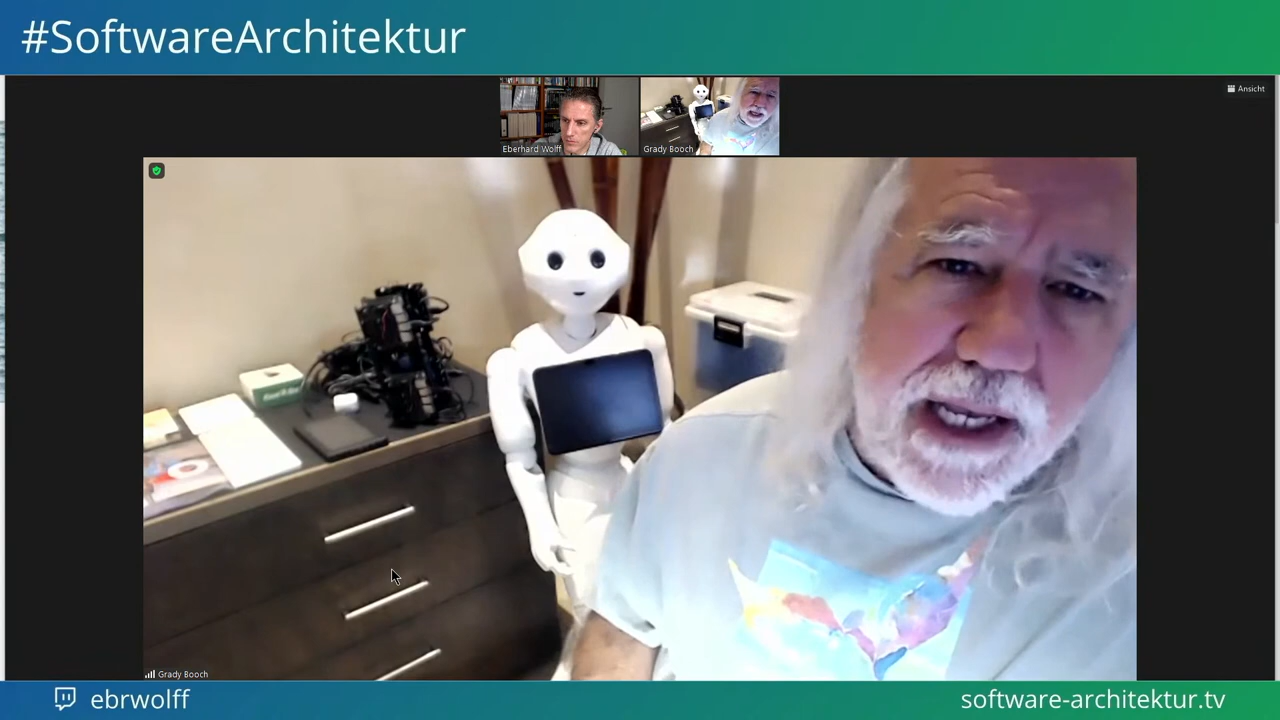 #SoftwareArchitektur
Ansicht
Eberhard Wolff
Grady Booch
Grady Booch
ebrwolff
software-architektur.tv